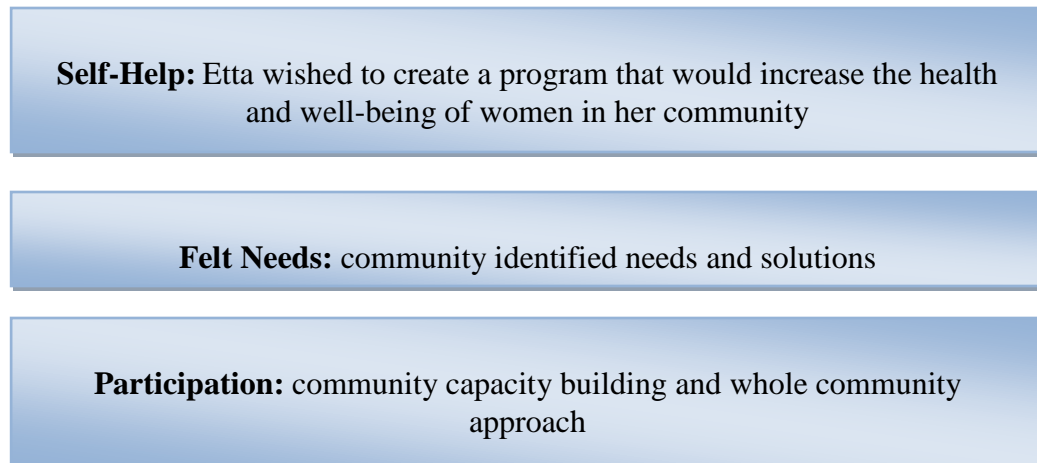 Self-Help: Etta wished to create a program that would increase the health
and well-being of women in her community
Felt Needs: community identified needs and solutions
Participation: community capacity building and whole community
approach